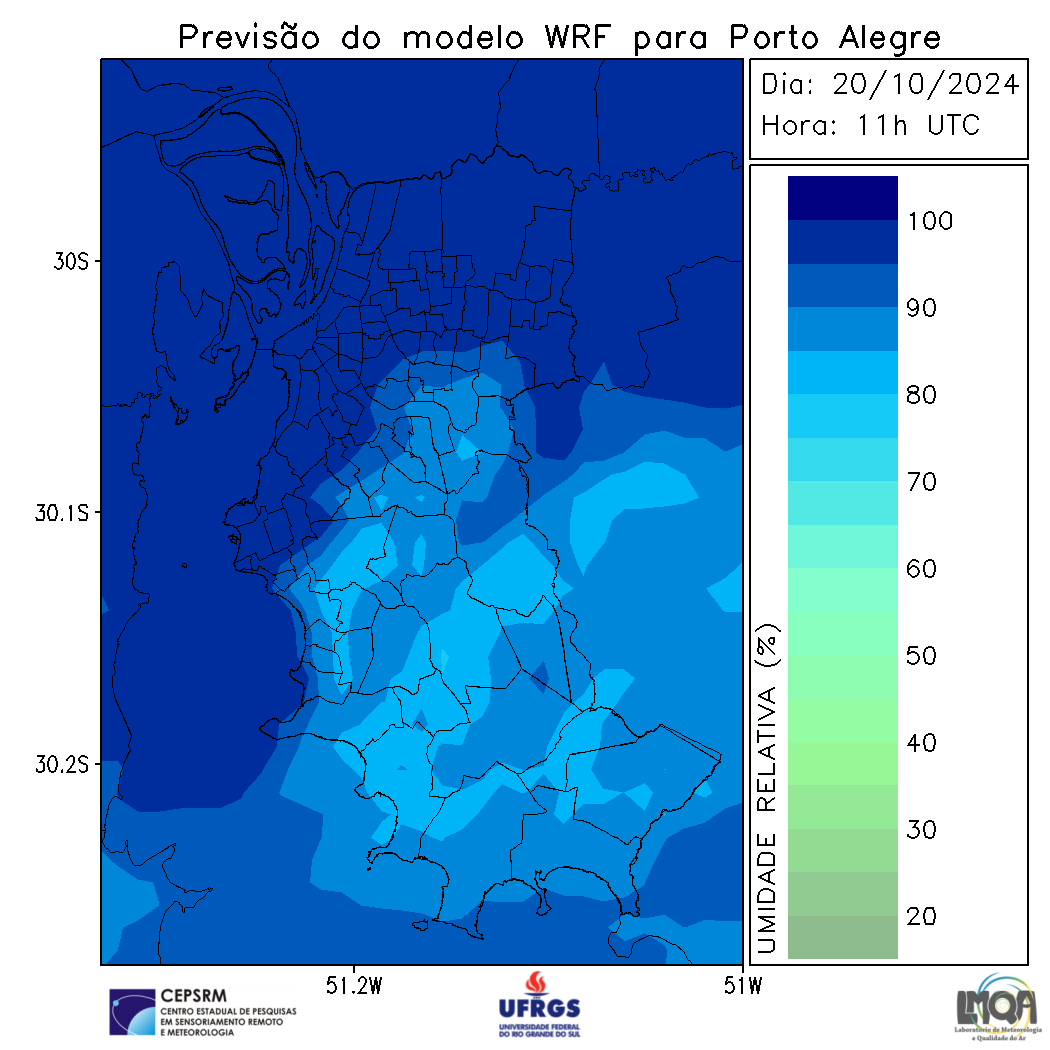 Previsão do modelo WRF para Porto Alegre
Dia: 20/10/2024
Hora: 11h UTC
100
90
80
70
60
50
40
30
20
UMIDADE RELATIVA (%)
30S
30.1S
30.2S
51.2W
51W
CEPSRM
CENTRO ESTADUAL DE PESQUISAS
EM SENSORIAMENTO REMOTO
E METEOROLOGIA
UFRGS
UNIVERSIDADE FEDERAL
DO RIO GRANDE DO SUL
LMQA
Laboratório de Meteorologia
e Qualidade do Ar